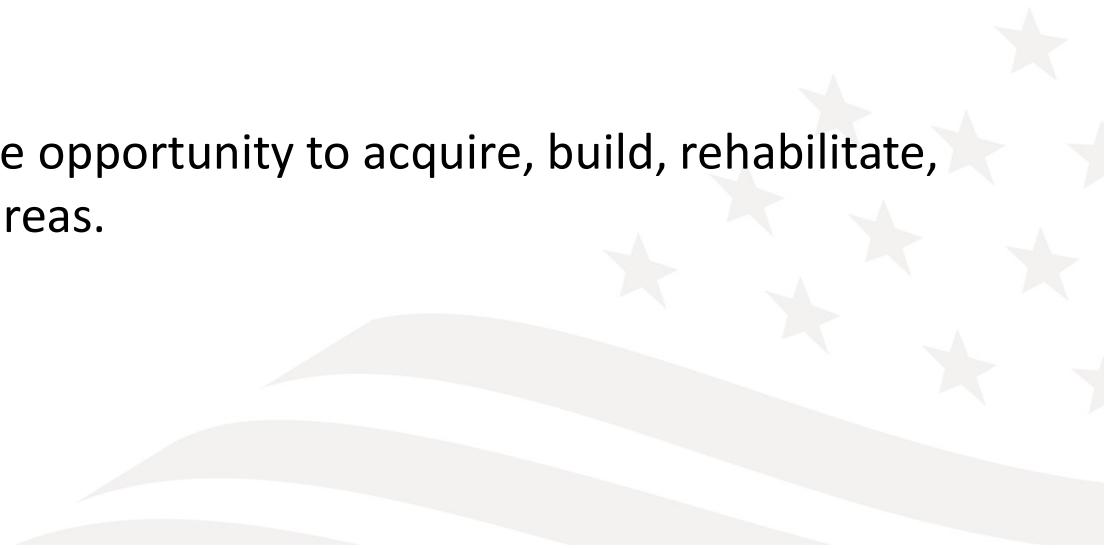 e opportunity to acquire, build, rehabilitate,
reas.